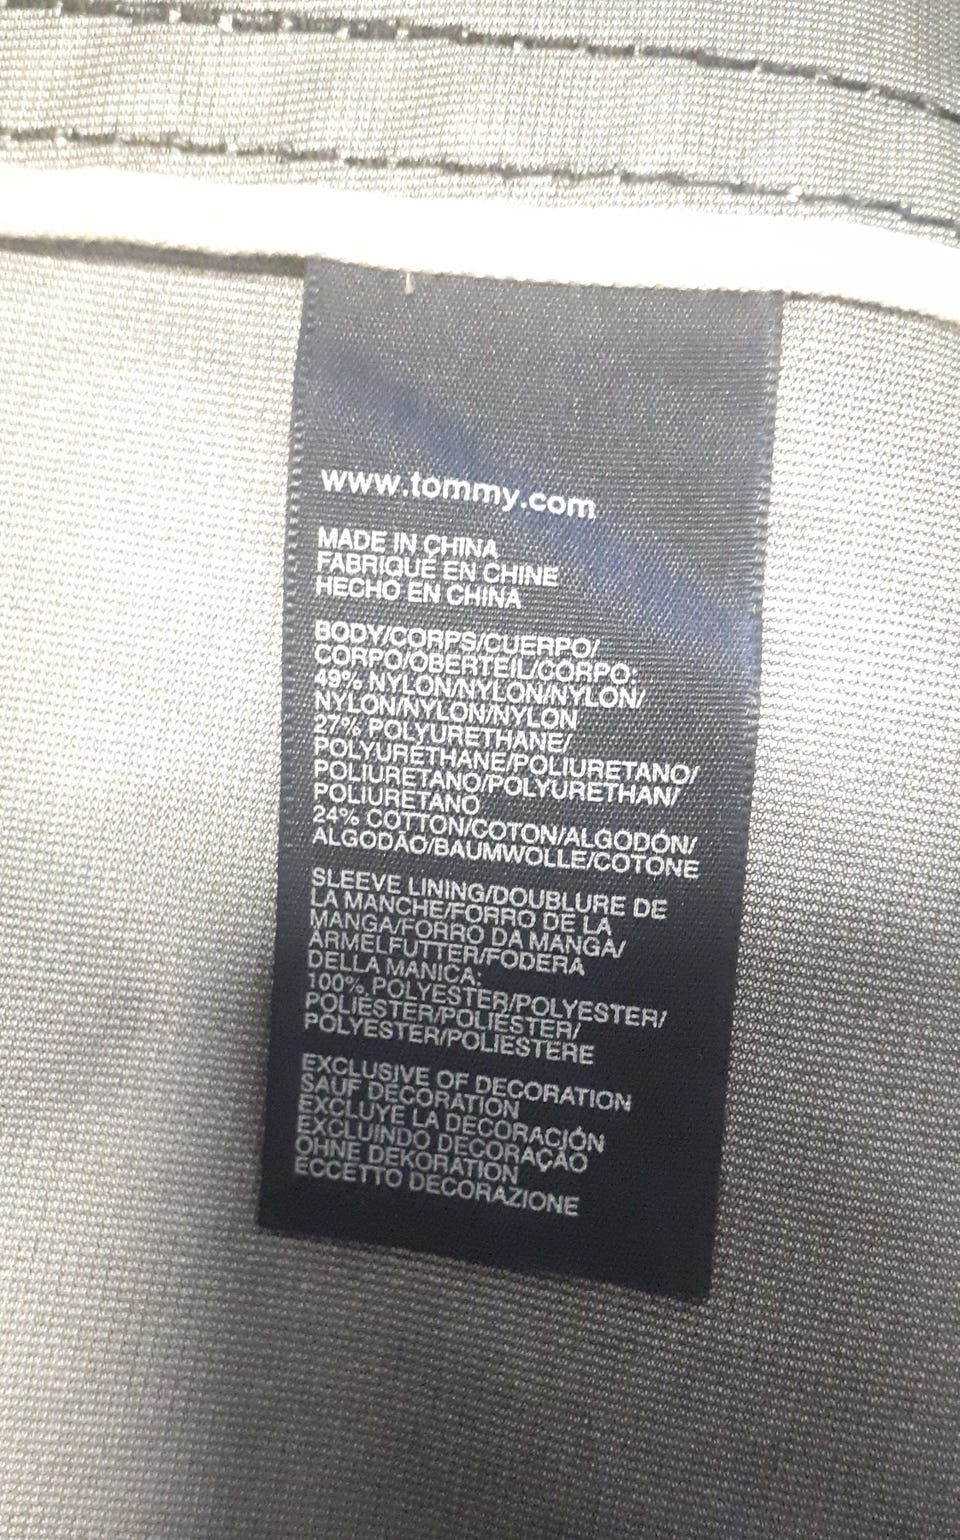 www.tommy.com
MADE IN CHINA
FABRIQUÉ EN CHINE
HECHO EN CHINA
BODY/CORPS/CUERPO/
CORPO/OBERTEIL/CORPO:
49% NYLON/NYLON/NYLON/
NYLON/NYLON/NYLON
27% POLYURETHANE/
POLYURÉTHANE/POLIURETANO/
POLIURETANO/POLYURETHAN/
POLIURETANO
24% COTTON/COTON/ALGODÓN/
ALGODÃO/BAUMWOLLE/COTONE
SLEEVE LINING/DOUBLURE DE
LA MANCHE/FORRO DE LA
MANGA/FORRO DA MANGA/
ÄRMELFUTTER/FODERA
DELLA MANICA:
100% POLYESTER/POLYESTER/
POLIÉSTER/POLIÉSTER/
POLYESTER/POLIESTERE
EXCLUSIVE OF DECORATION
SAUF DÉCORATION
EXCLUYE LA DECORACIÓN
EXCLUINDO DECORAÇÃO
OHNE DEKORATION
ECCETTO DECORAZIONE